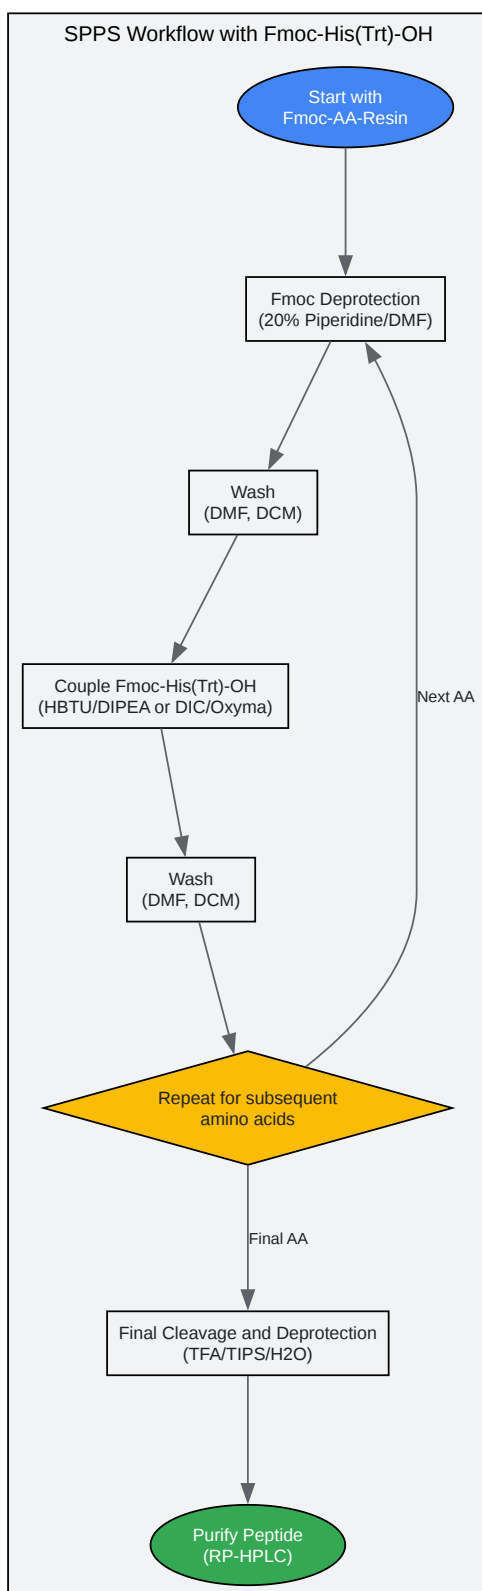 SPPS Workflow with Fmoc-His(Trt)-OH
Start with
Fmoc-AA-Resin
Fmoc Deprotection
(20% Piperidine/DMF)
Wash
(DMF, DCM)
Couple Fmoc-His(Trt)-OH
(HBTU/DIPEA or DIC/Oxyma)
Next AA
Wash
(DMF, DCM)
Repeat for subsequent
amino acids
Final AA
Final Cleavage and Deprotection
(TFA/TIPS/H2O)
Purify Peptide
(RP-HPLC)